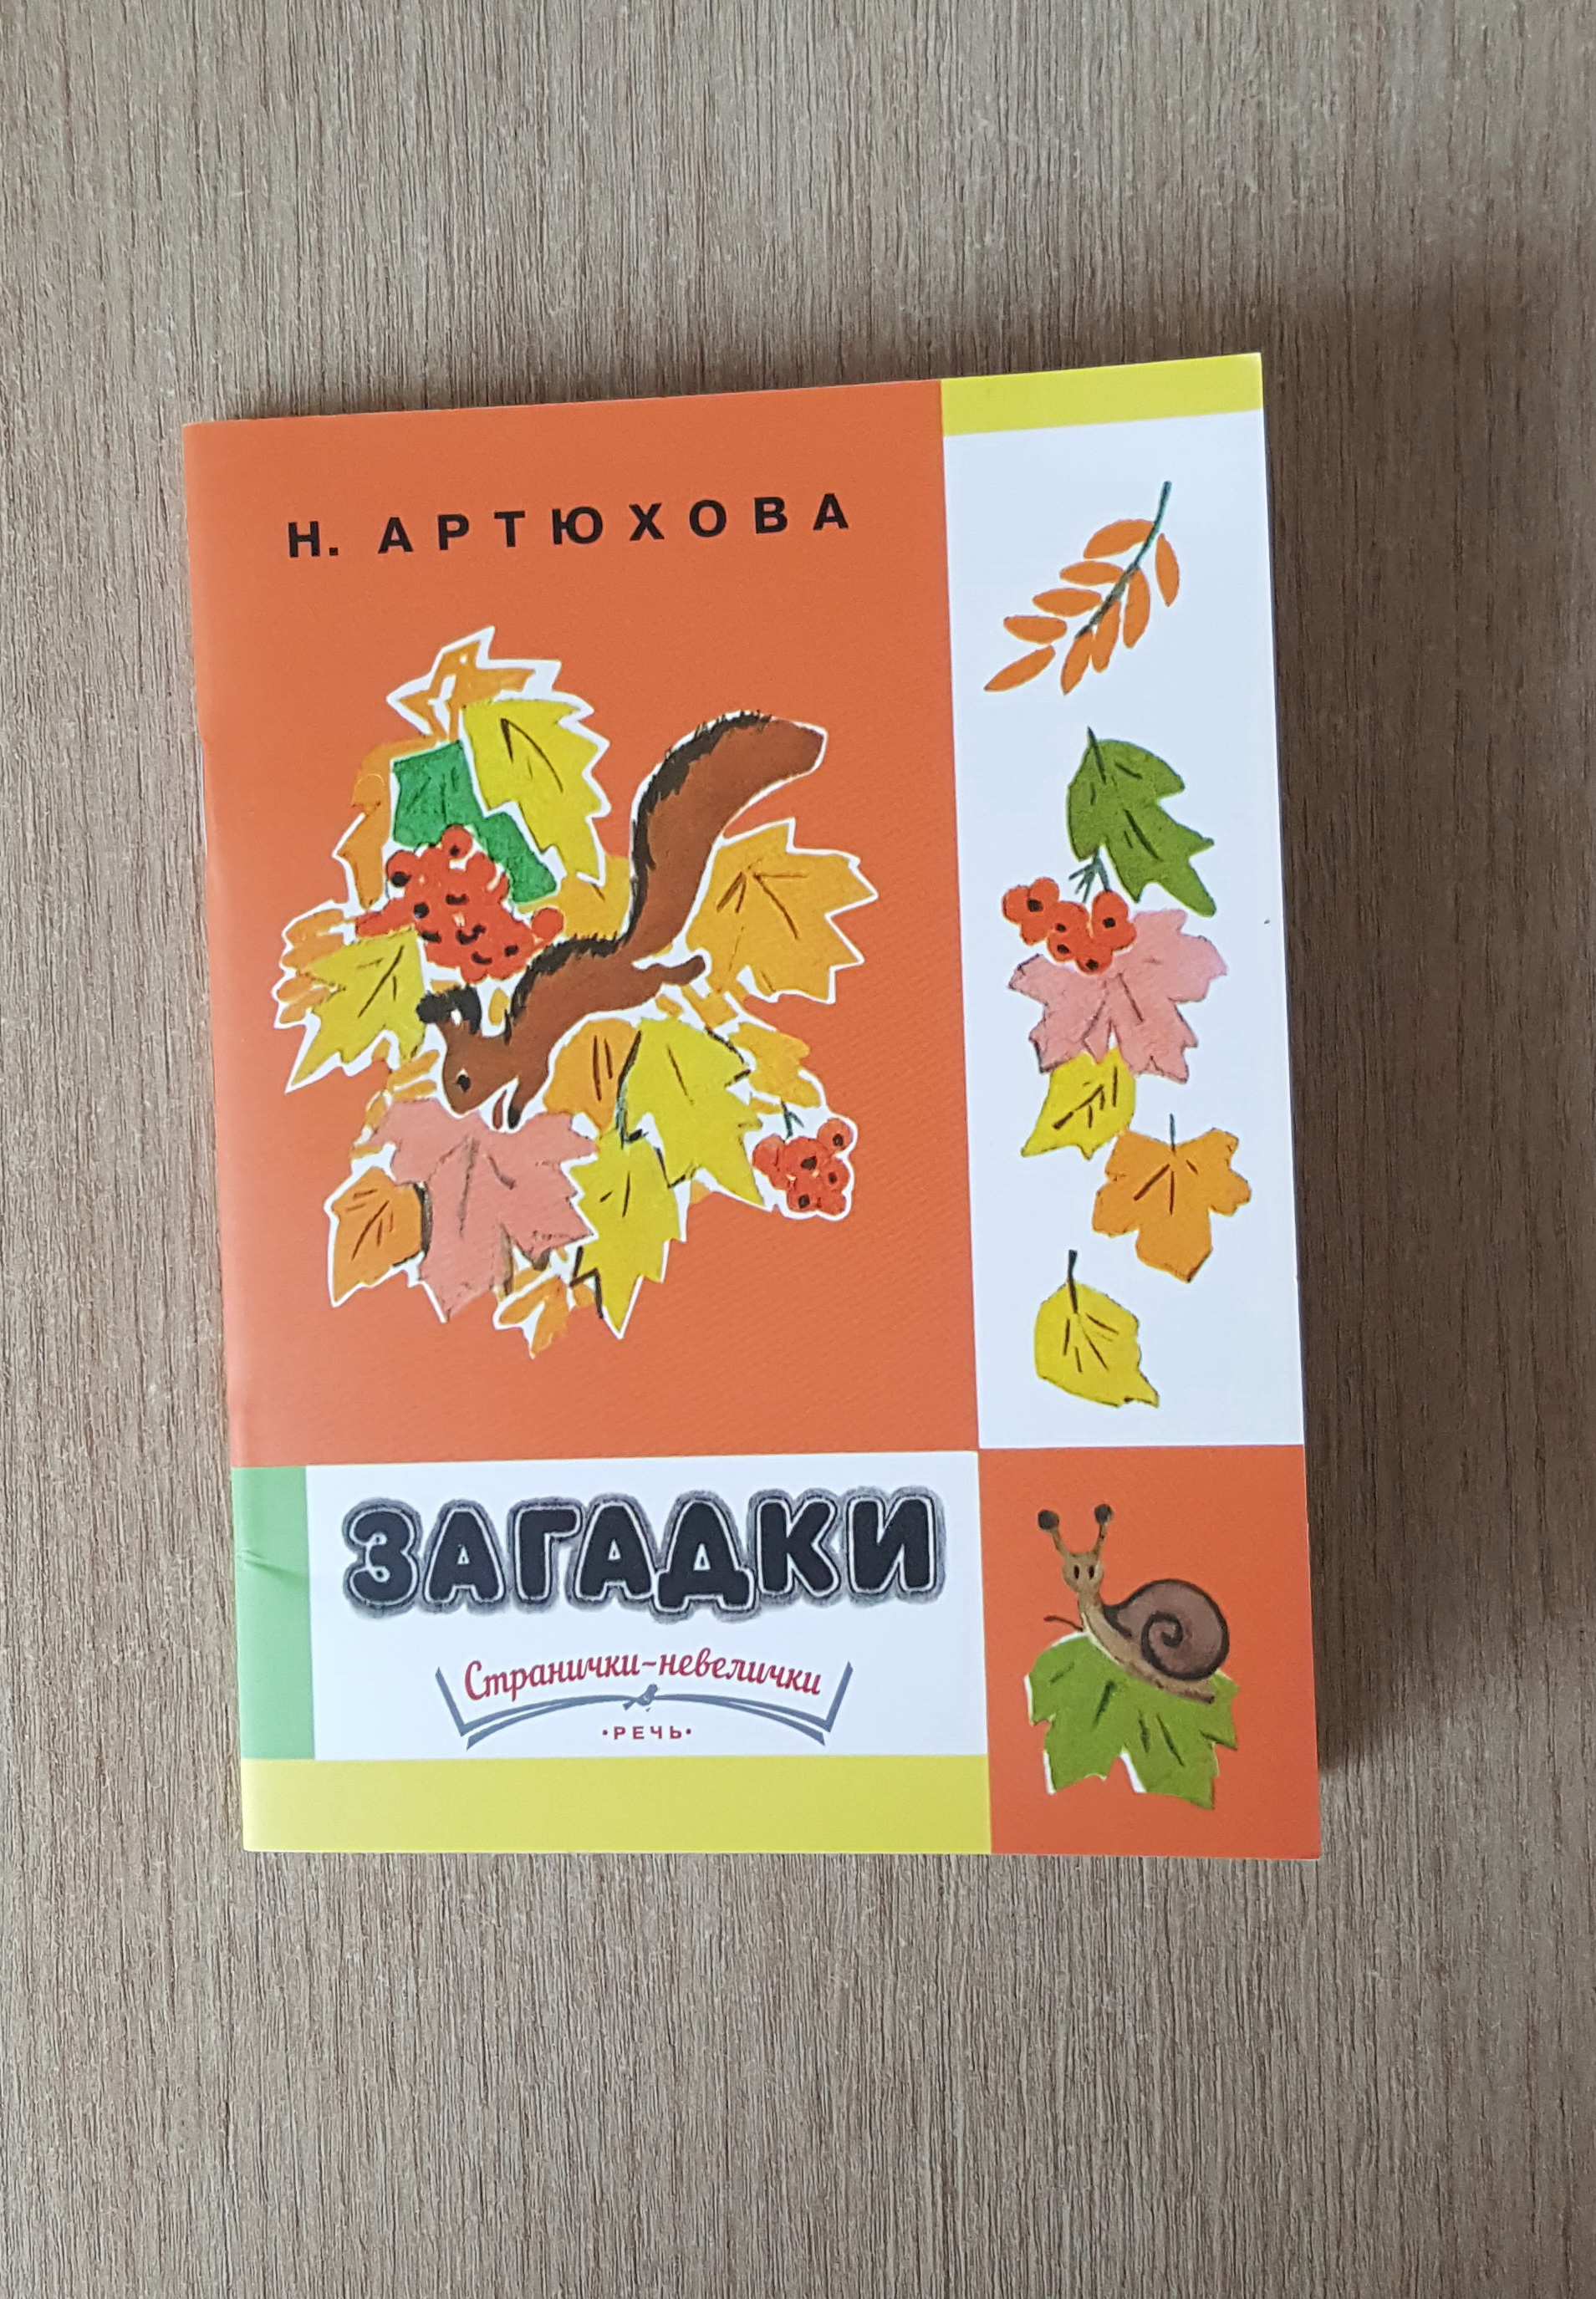 Н. АРТЮХОВА
ЗАГАДКИ
Странички-невелички
•РЕЧЬ•